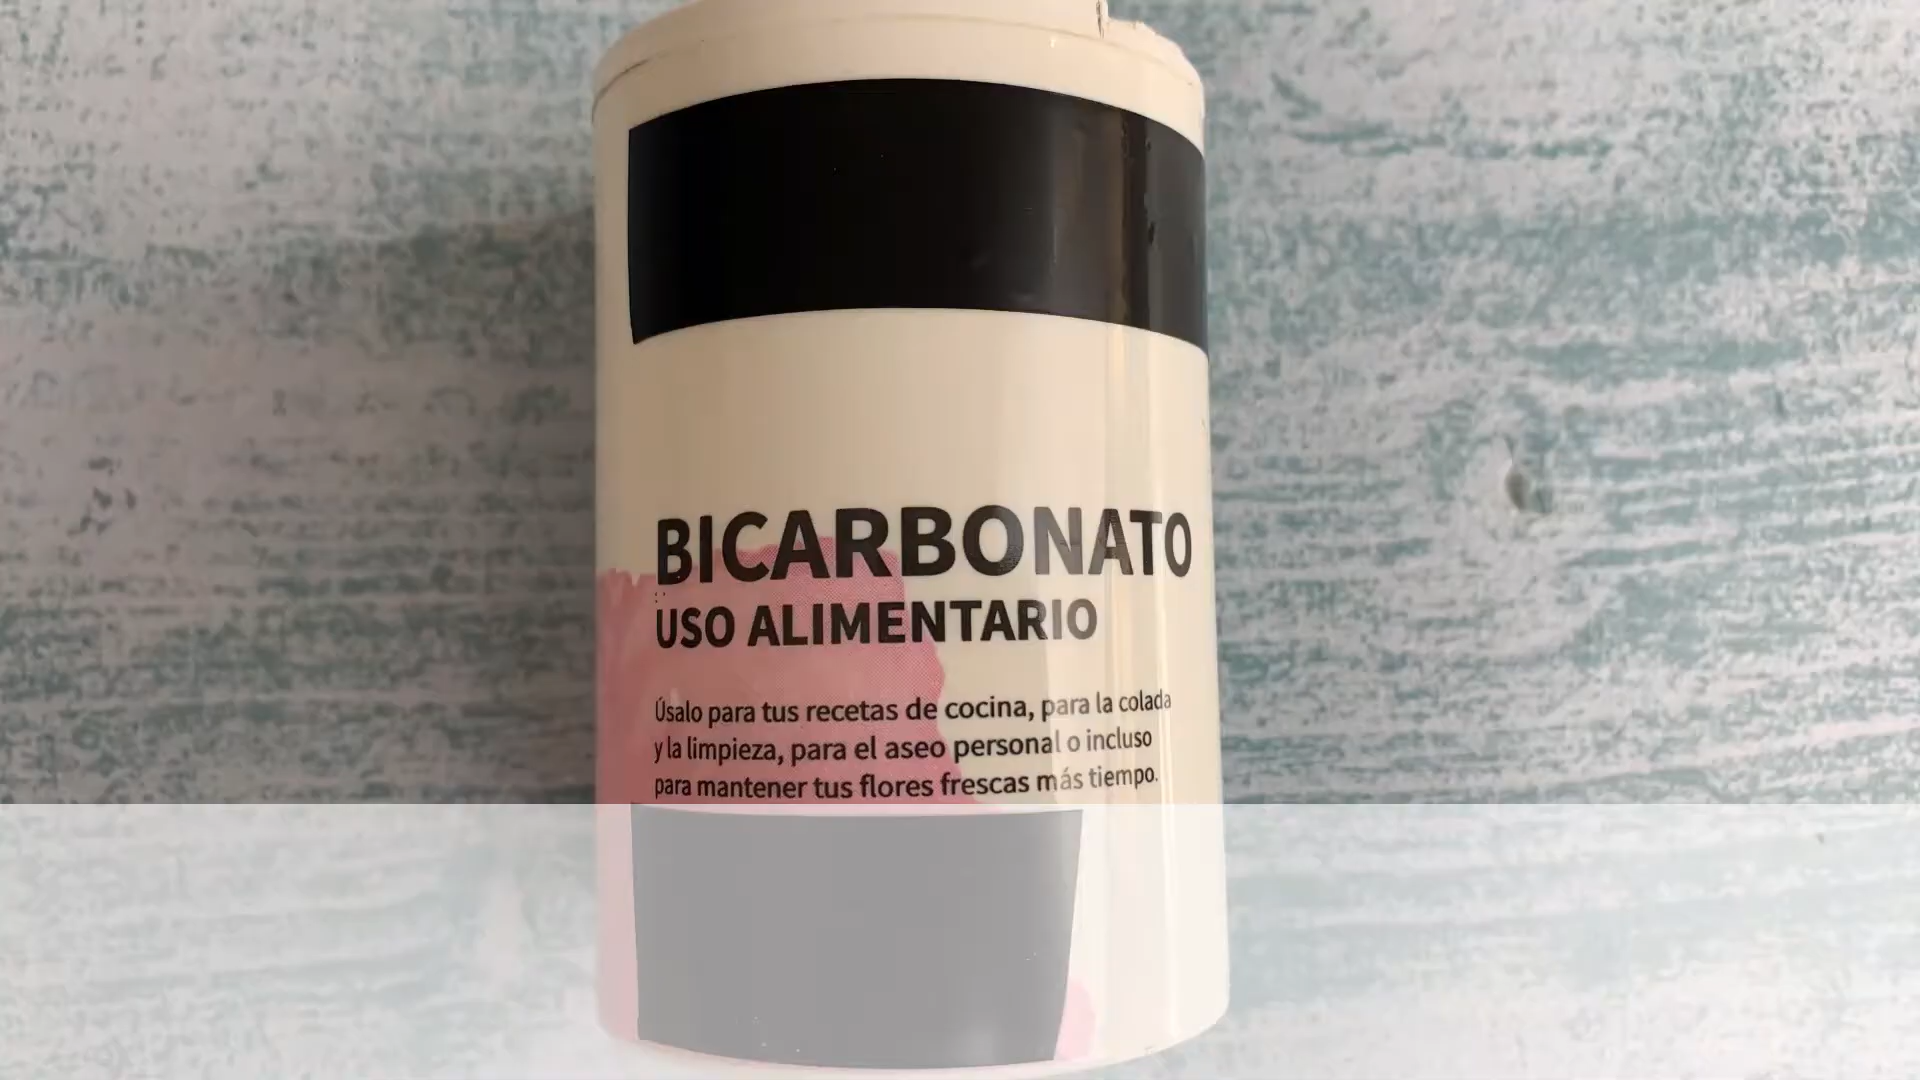 BICARBONATO
USO ALIMENTARIO
Úsalo para tus recetas de cocina, para la colada
y la limpieza, para el aseo personal o incluso
para mantener tus flores frescas más tiempo.